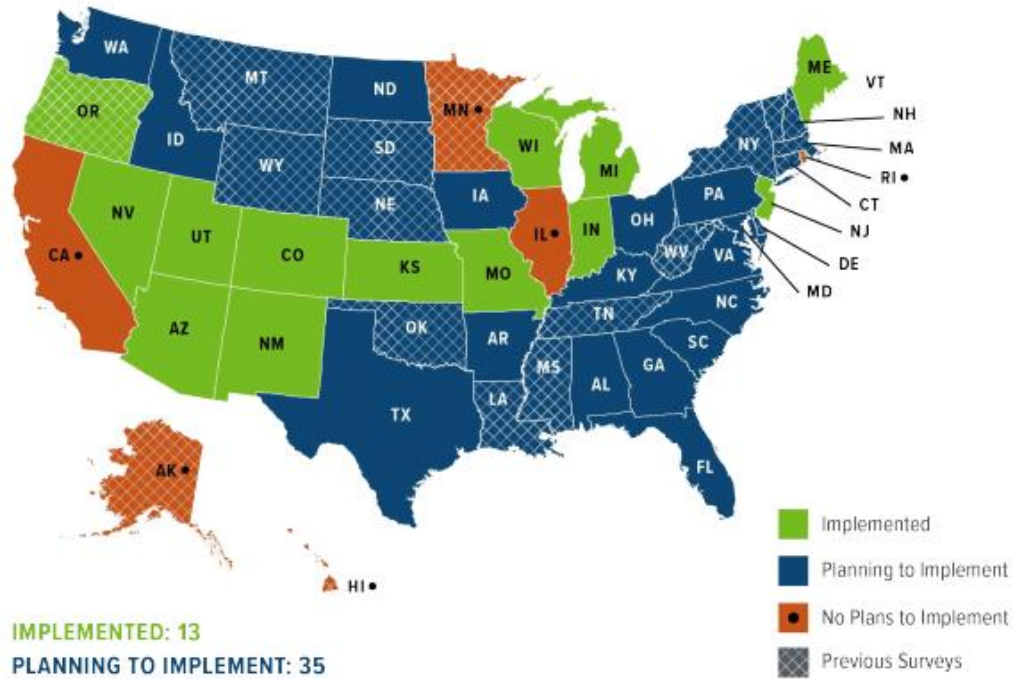 WA
MT
ND
MN
ME
VT
OR
ID
SD
WI
NH
NY
MA
WY
MI
RI
IA
PA
CT
NE
NV
OH
IL
IN
NJ
UT
CO
WV
VA
CA
KS
MO
KY
DE
MD
NC
TN
AZ
OK
NM
AR
SC
MS
GA
AL
LA
TX
FL
AK
Implemented
Planning to Implement
HI
No Plans to Implement
IMPLEMENTED: 13
PLANNING TO IMPLEMENT: 35
Previous Surveys